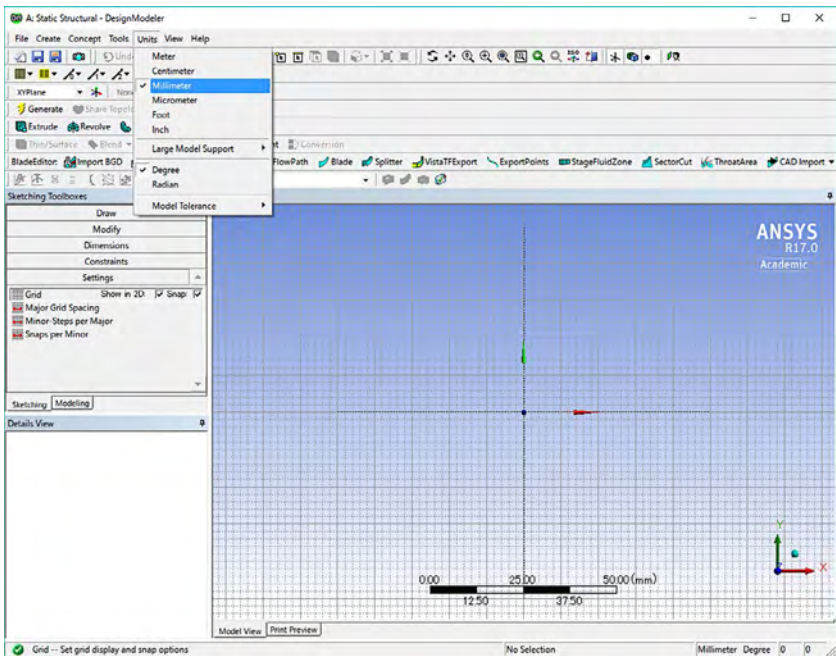 A: Static Structural - DesignModeler
File Create Concept Tools Units View Help
Meter
Centimeter
Millimeter
Micrometer
Foot
Inch
Large Model Support
Degree
Radian
Model Tolerance
XYPlane
Generate Share Topol
Extrude Revolve
Thin/Surface Blend Conversion
BladeEditor: Import BGD FlowPath Blade Splitter VistaTFExport ExportPoints StageFluidZone SectorCut ThroatArea CAD Import
Sketching Toolboxes
Draw
Modify
Dimensions
Constraints
Settings
Grid Show in 2D: Snap:
Major Grid Spacing
Minor-Steps per Major
Snaps per Minor
Sketching Modeling
Details View
ANSYS
R17.0
Academic
Y
X
0.00 25.00 50.00 (mm)
12.50 37.50
Model View Print Preview
Grid -- Set grid display and snap options No Selection Millimeter Degree 0 0